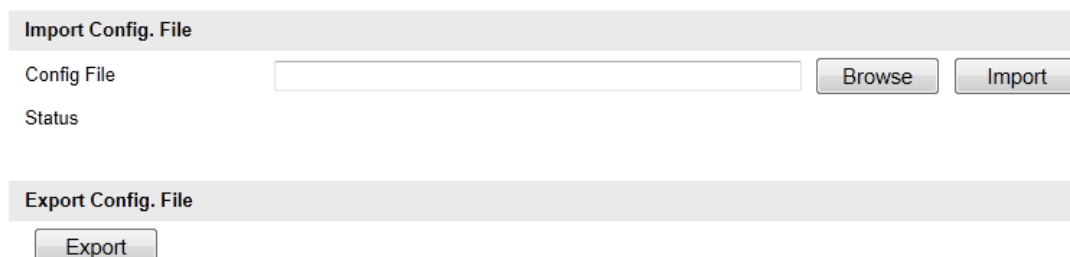 Import Config. File
Config File Browse Import
Status
Export Config. File
Export